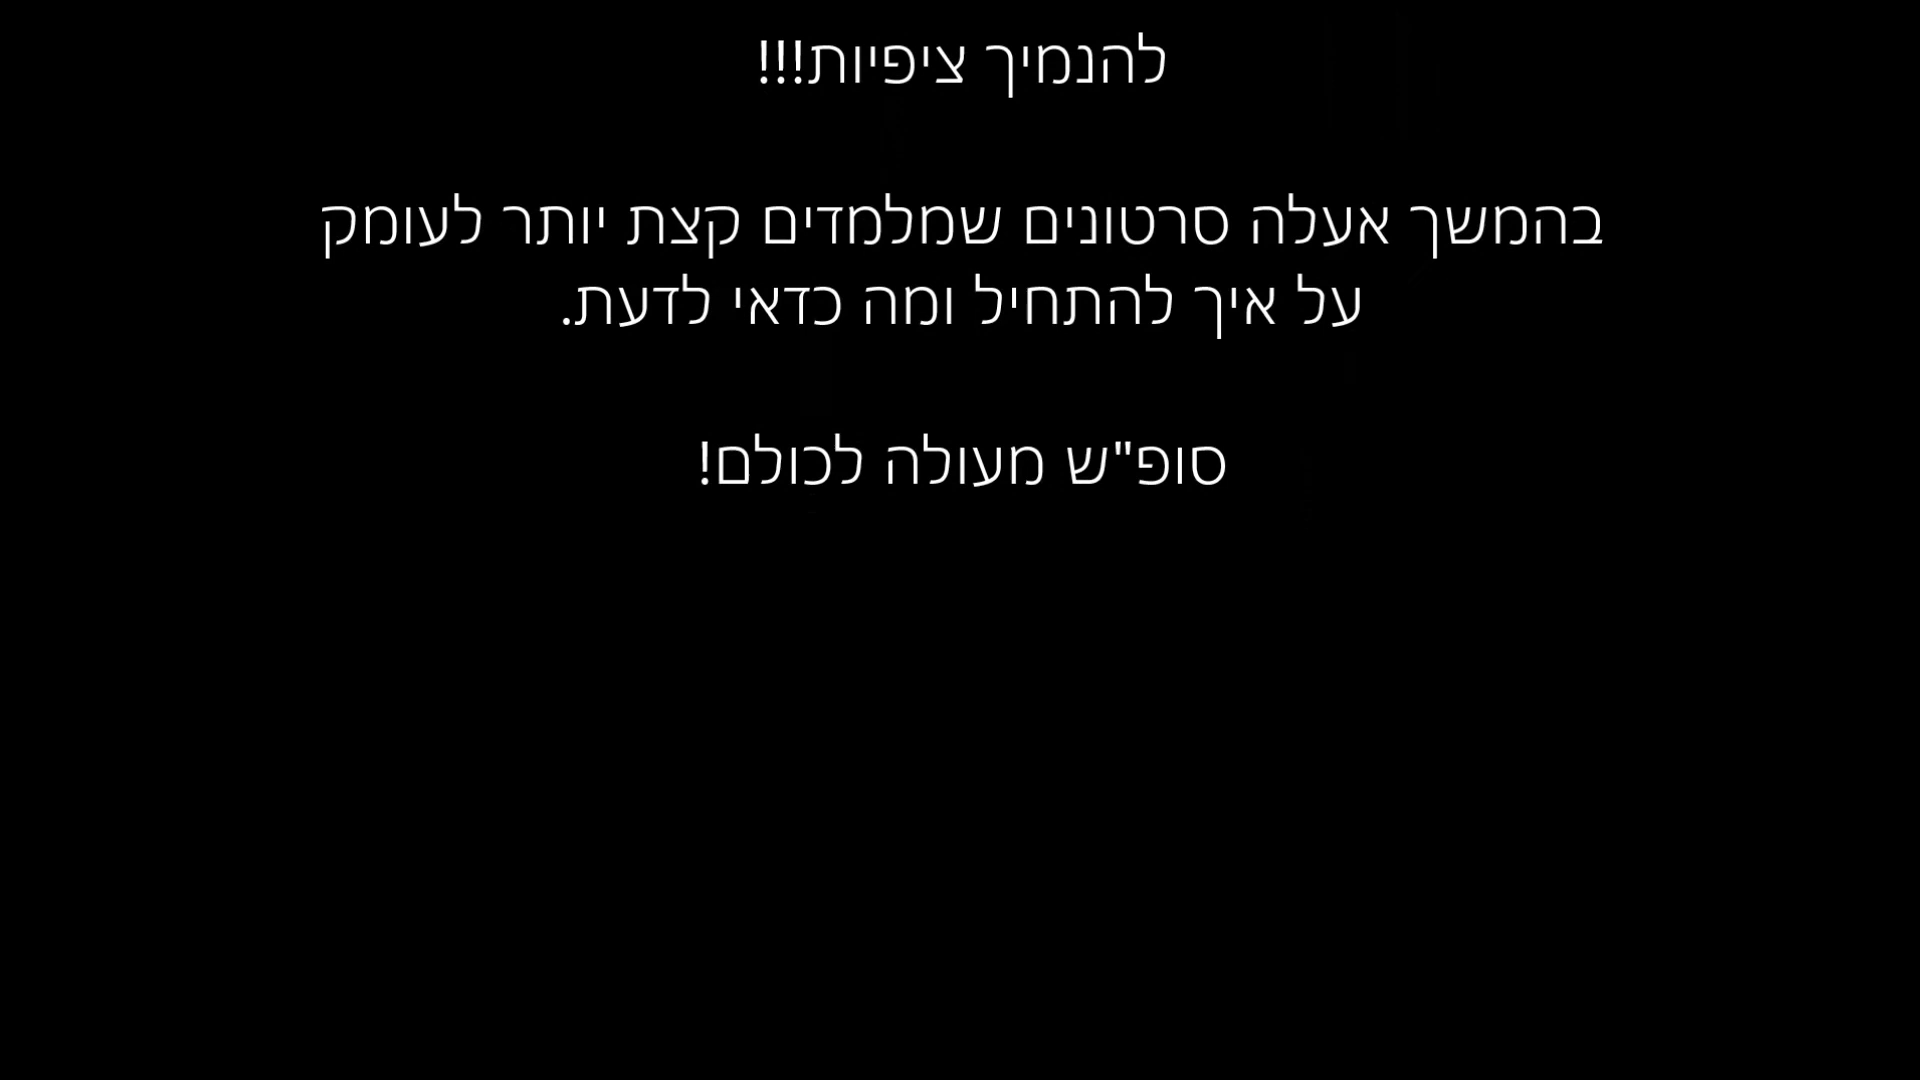 להנמיך ציפיות!!!
בהמשך אעלה סרטונים שמלמדים קצת יותר לעומק
על איך להתחיל ומה כדאי לדעת.
סופ"ש מעולה לכולם!